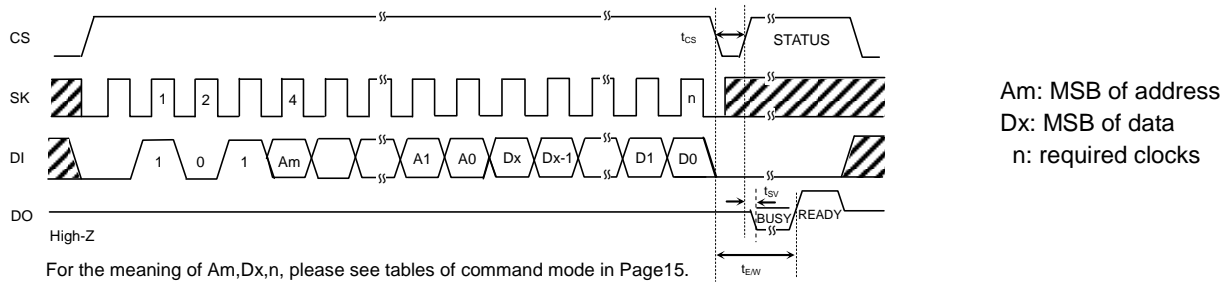 CS
tCS
STATUS
SK
1 2 4 n
DI
1 0 1 Am A1 A0 Dx Dx-1 D1 D0
tSV
DO
BUSY READY
High-Z
tE/W
For the meaning of Am,Dx,n, please see tables of command mode in Page15.
Am: MSB of address
Dx: MSB of data
n: required clocks